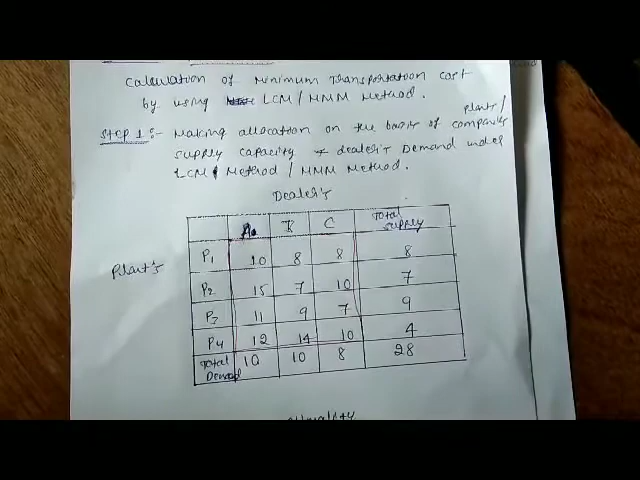 Calculation of Minimum Transportation cost
by using LCM / MMM Method.
Step 1:- Making allocation on the basis of companies plants/
supply capacity & dealer's Demand under
LCM Method / MMM Method.
Dealer's
A B C Total supply
Plant's
P1 10 8 8 8
P2 15 7 10 7
P3 11 9 7 9
P4 12 14 10 4
Total Demand 10 10 8 28